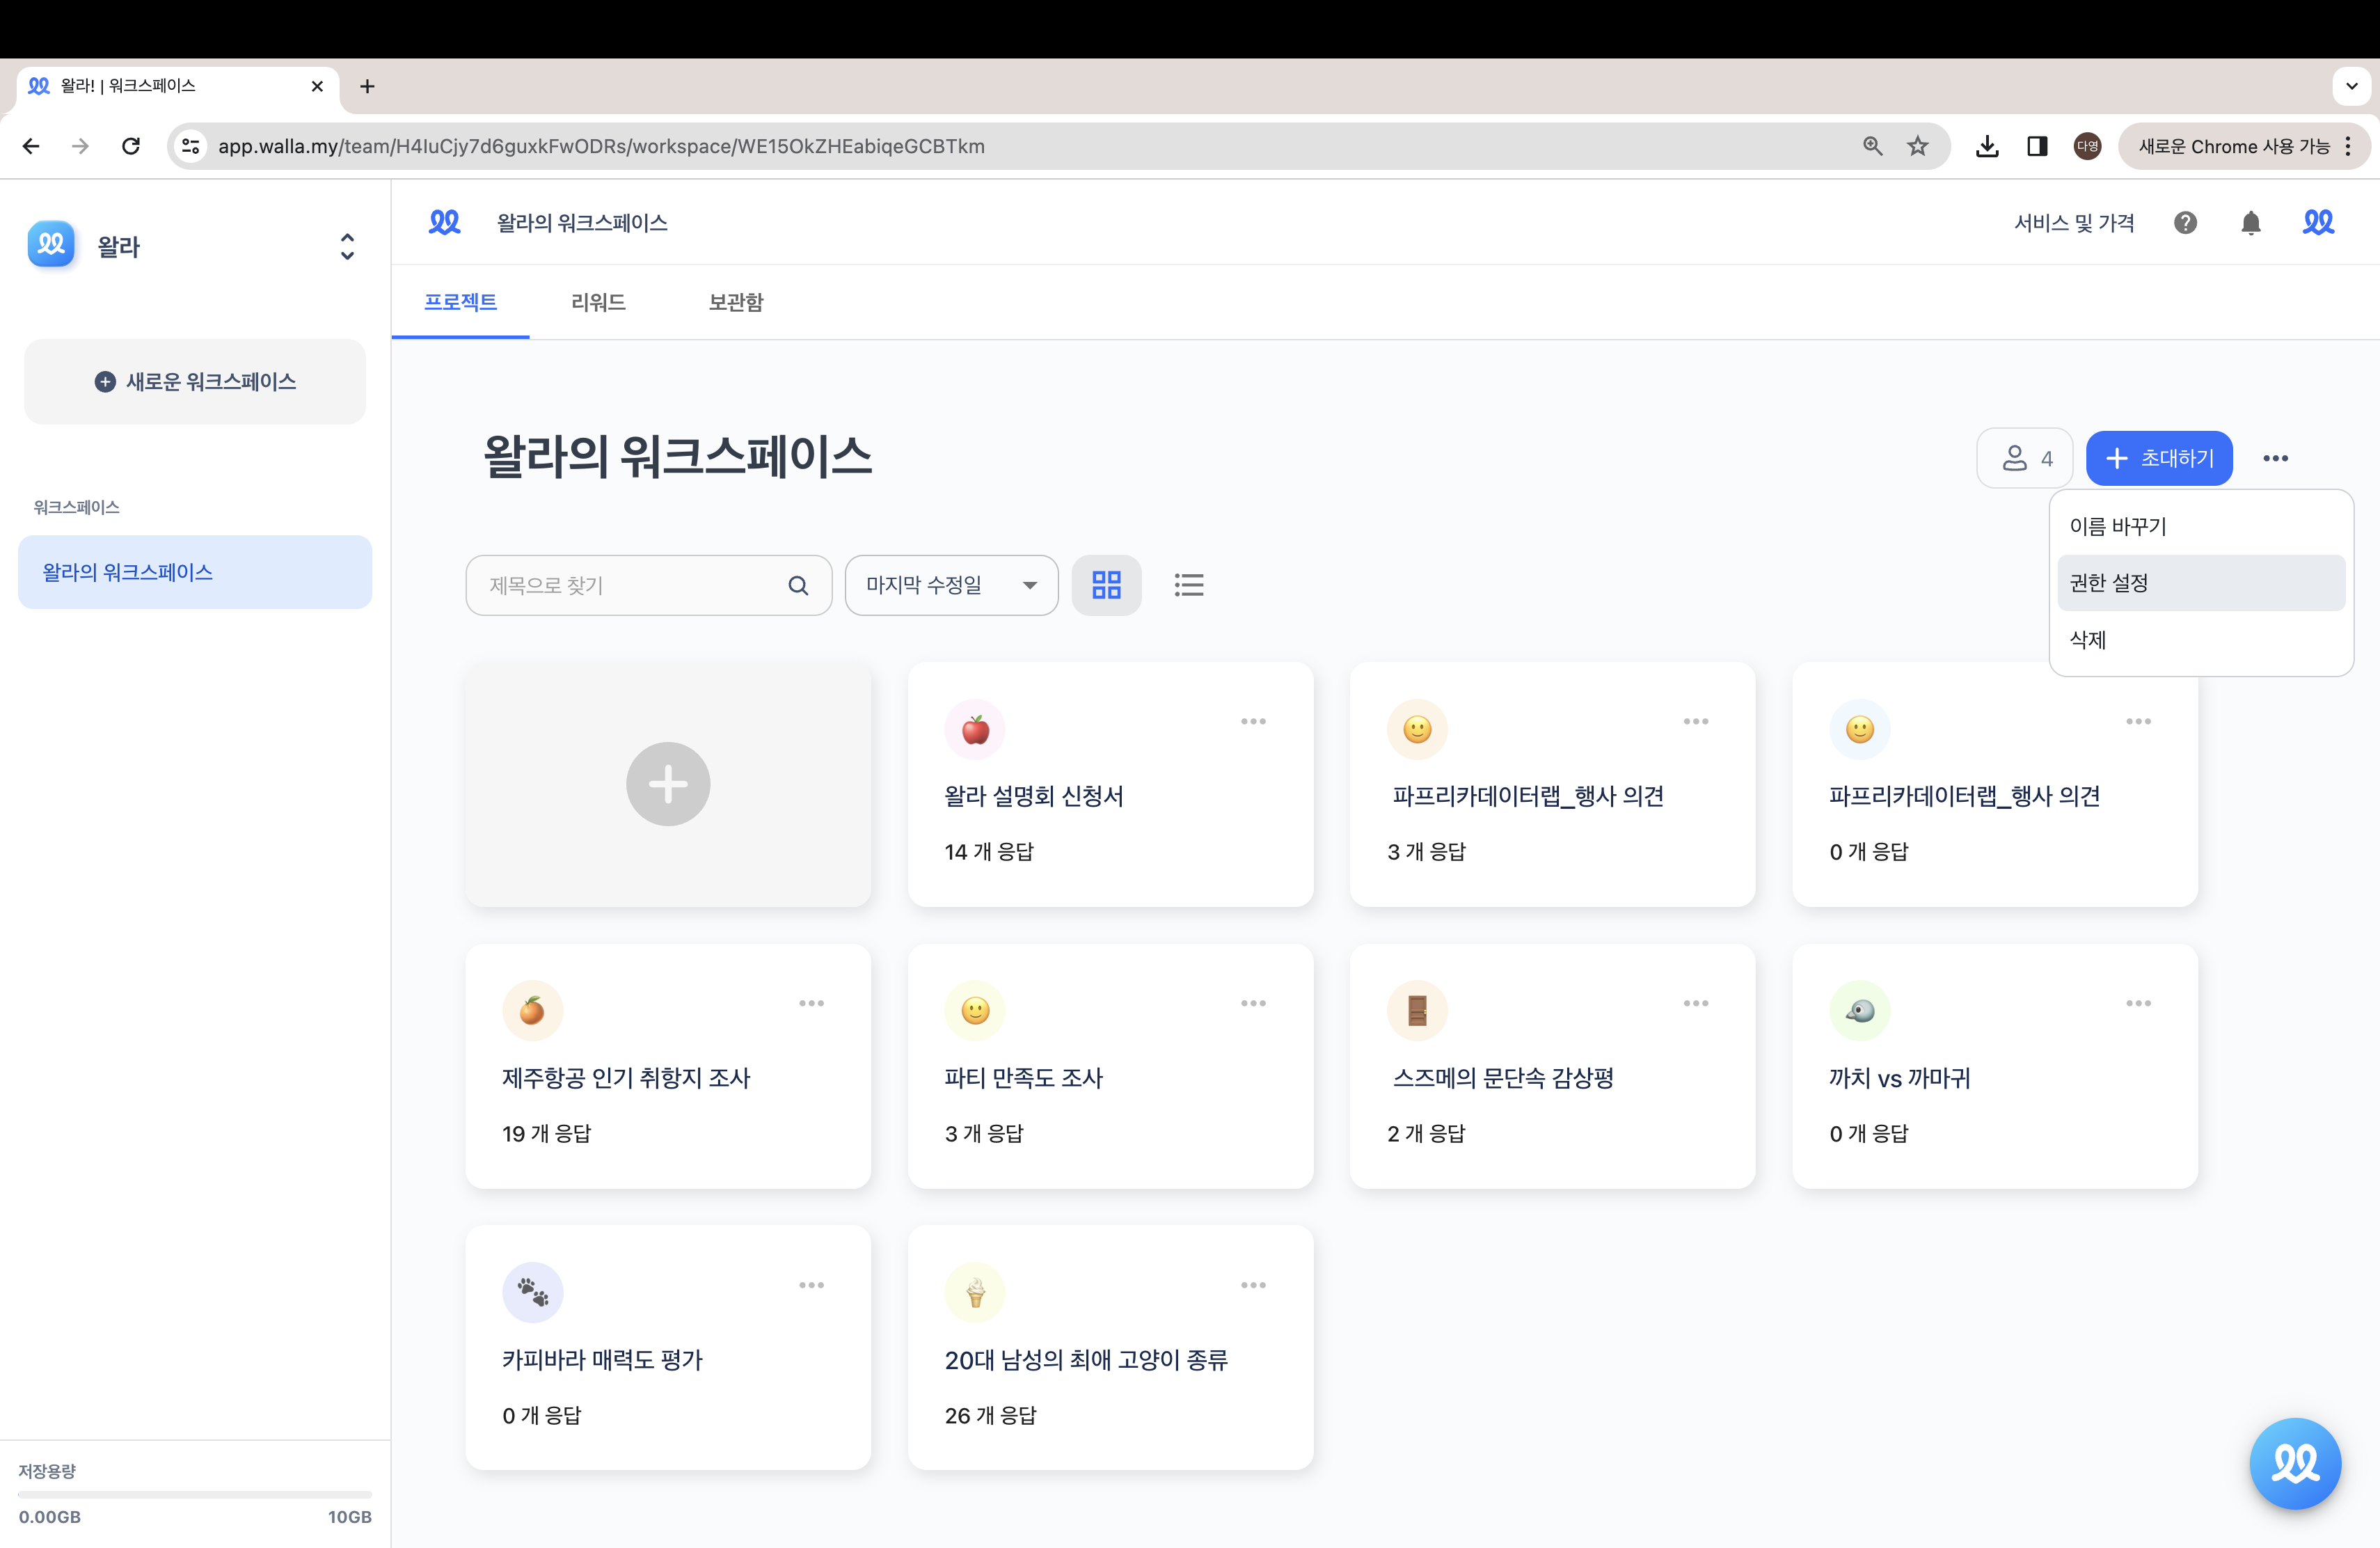 왈라! | 워크스페이스
app.walla.my/team/H4IuCjy7d6guxkFwODRs/workspace/WE15OkZHEabiqeGCBTkm
다영
새로운 Chrome 사용 가능
왈라
왈라의 워크스페이스
서비스 및 가격
프로젝트
리워드
보관함
새로운 워크스페이스
워크스페이스
왈라의 워크스페이스
왈라의 워크스페이스
4
초대하기
이름 바꾸기
권한 설정
삭제
제목으로 찾기
마지막 수정일
왈라 설명회 신청서
14 개 응답
파프리카데이터랩_행사 의견
3 개 응답
파프리카데이터랩_행사 의견
0 개 응답
제주항공 인기 취항지 조사
19 개 응답
파티 만족도 조사
3 개 응답
스즈메의 문단속 감상평
2 개 응답
까치 vs 까마귀
0 개 응답
카피바라 매력도 평가
0 개 응답
20대 남성의 최애 고양이 종류
26 개 응답
저장용량
0.00GB
10GB